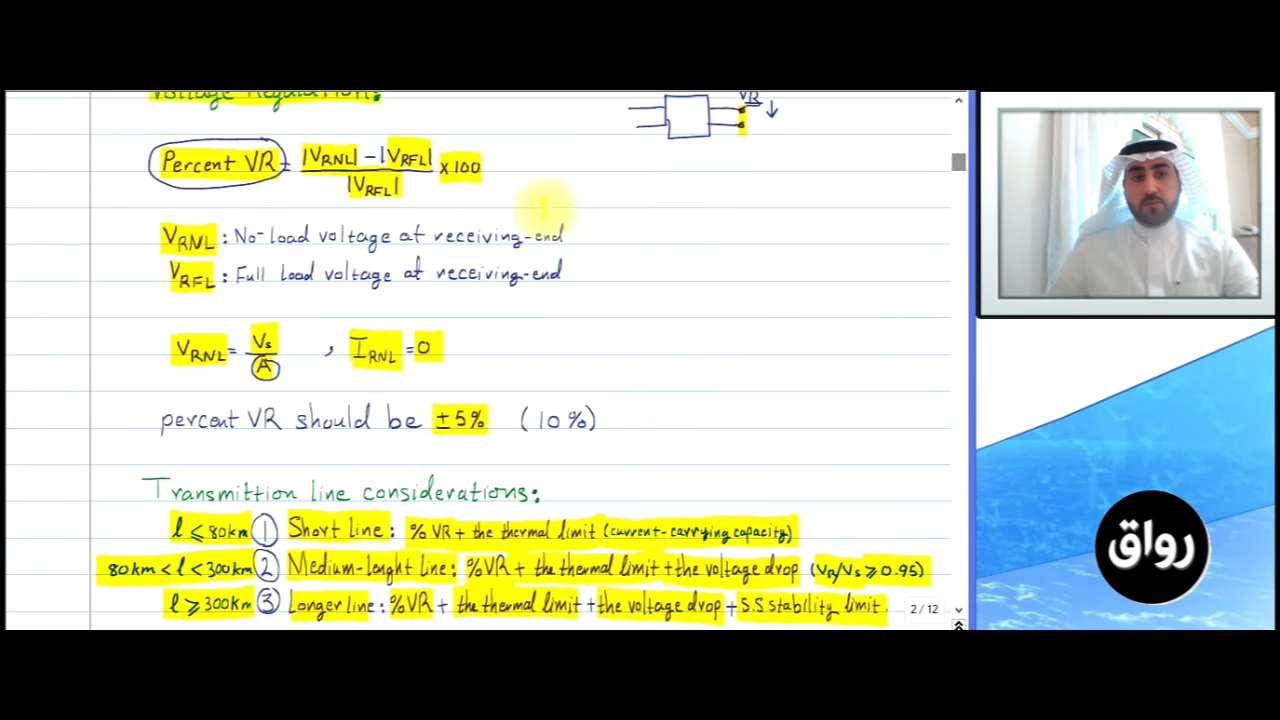 Voltage Regulation:
VR ↓
Percent VR = |VRNL| - |VRFL| / |VRFL| x 100
VRNL : No-load voltage at receiving-end
VRFL : Full load voltage at receiving-end
VRNL = Vs / A , IRNL = 0
percent VR should be ±5% (10%)
Transmittion line considerations:
l ≤ 80km ① Short line: %VR + the thermal limit (current-carrying capacity)
80km < l < 300km ② Medium-lenght line: %VR + the thermal limit + the voltage drop (VR/Vs ≥ 0.95)
l ≥ 300km ③ Longer line: %VR + the thermal limit + the voltage drop + S.S stability limit.
2 / 12
رواق